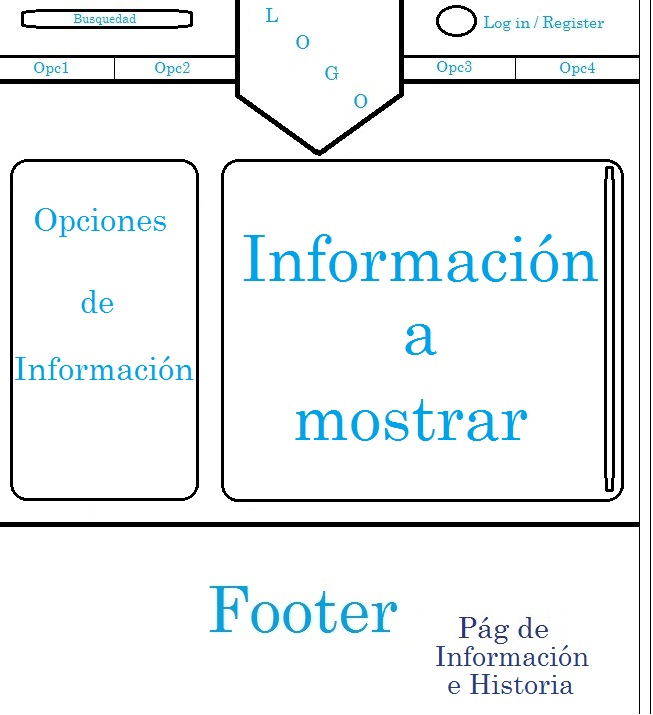 Busquedad
L
O
G
O
Log in / Register
Opc1
Opc2
Opc3
Opc4
Opciones
de
Información
Información
a
mostrar
Footer
Pág de
Información
e Historia